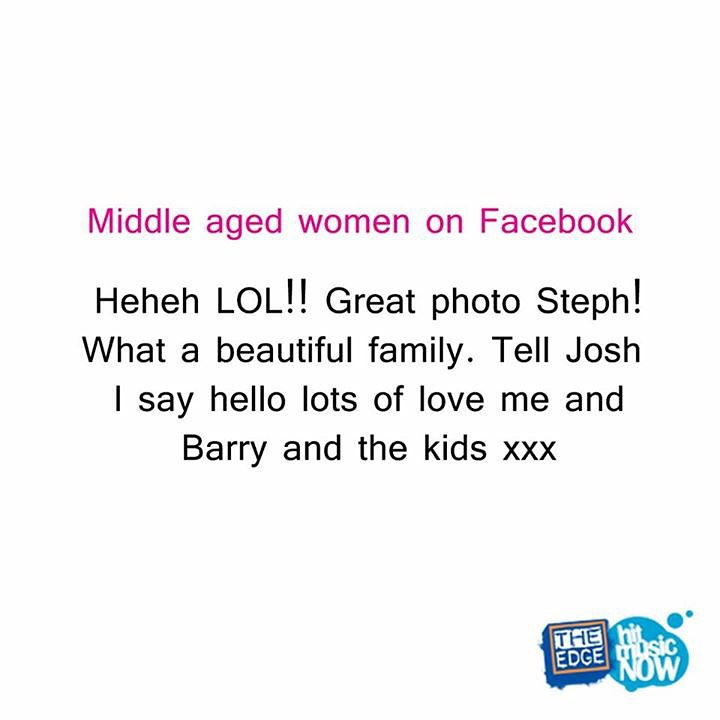 Middle aged women on Facebook
Heheh LOL!! Great photo Steph!
What a beautiful family. Tell Josh
I say hello lots of love me and
Barry and the kids xxx
THE
EDGE
hit
music
NOW